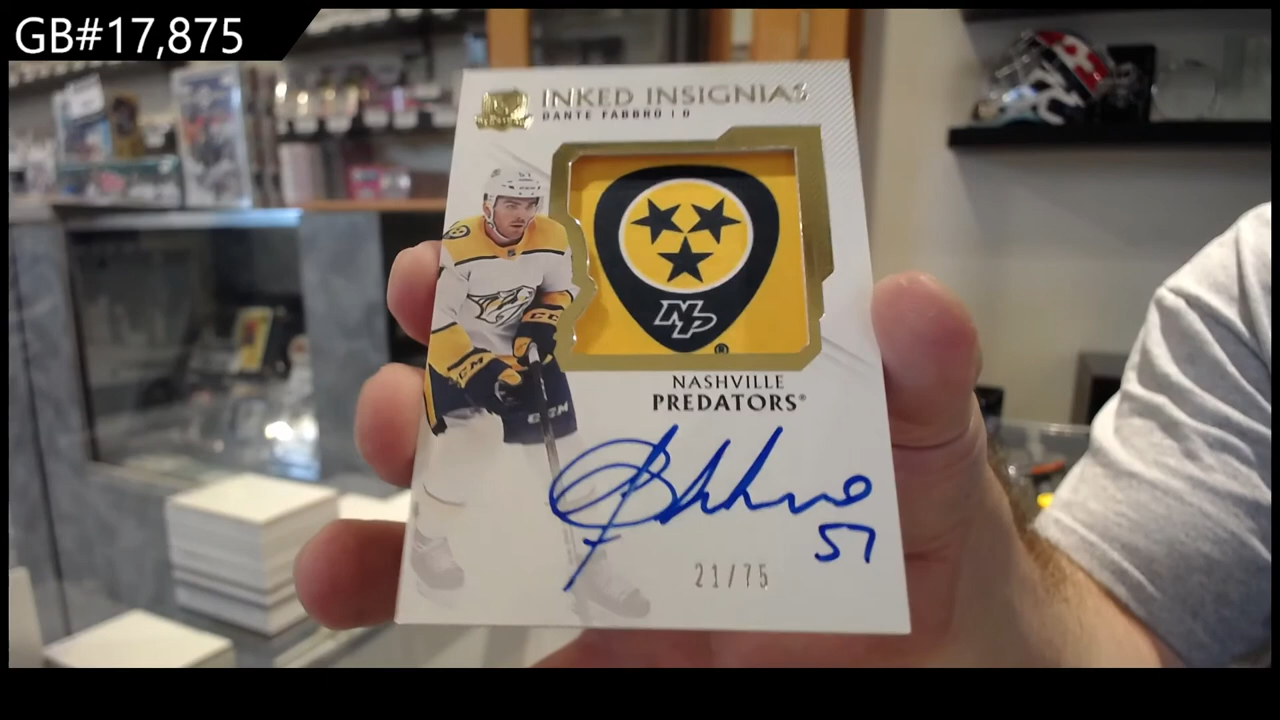 GB#17,875
INKED INSIGNIAS
DANTE FABBRO | D
NP
NASHVILLE
PREDATORS®
57
21/75